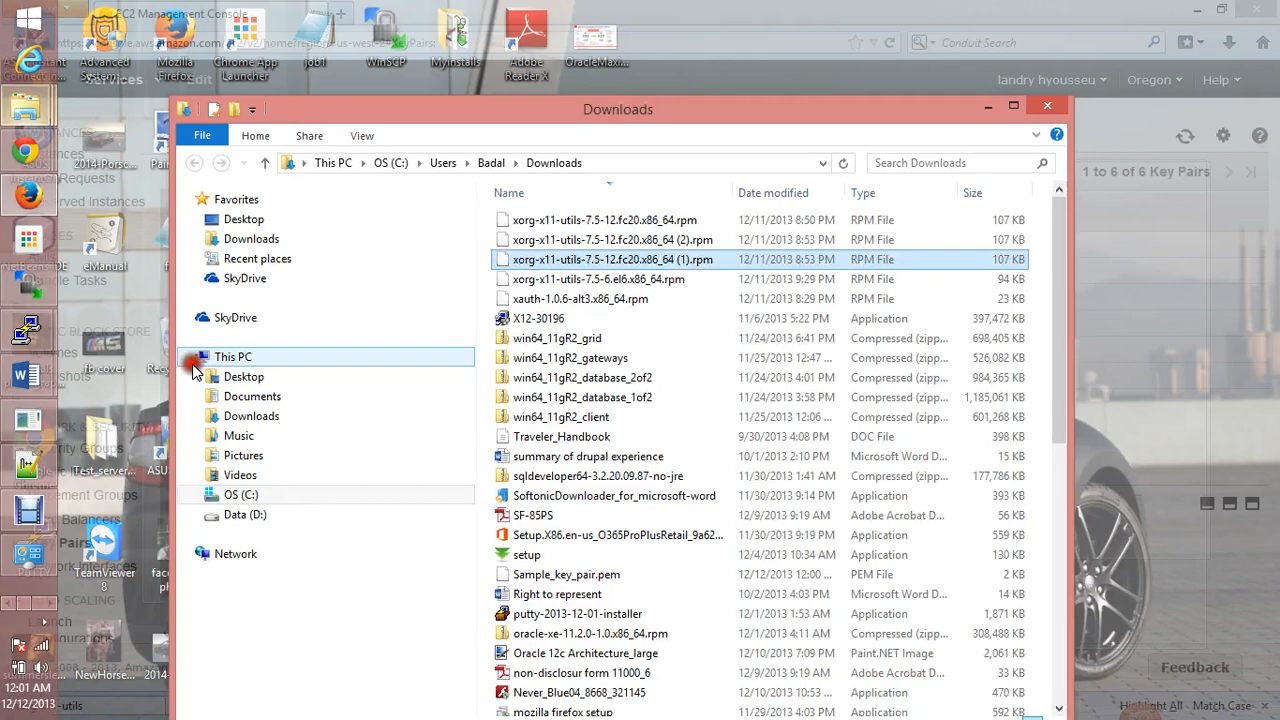 EC2 Management Console
Conduit Search
Connectin...
Advanced
System...
Mozilla
Firefox
Chrome App
Launcher
job1
WinSCP
MyInstalls
Adobe
Reader X
OracleMaxi...
Services
Edit
landry hyousseu
Oregon
Help
1 to 6 of 6 Key Pairs
Downloads
File
Home
Share
View
This PC
OS (C:)
Users
Badal
Downloads
Search Downloads
Favorites
Desktop
Downloads
Recent places
SkyDrive
SkyDrive
This PC
Desktop
Documents
Downloads
Music
Pictures
Videos
OS (C:)
Data (D:)
Network
Name Date modified Type Size
xorg-x11-utils-7.5-12.fc20.x86_64.rpm 12/11/2013 8:50 PM RPM File 107 KB
xorg-x11-utils-7.5-12.fc20.x86_64 (2).rpm 12/11/2013 8:53 PM RPM File 107 KB
xorg-x11-utils-7.5-12.fc20.x86_64 (1).rpm 12/11/2013 8:53 PM RPM File 107 KB
xorg-x11-utils-7.5-6.el6.x86_64.rpm 12/11/2013 9:29 PM RPM File 94 KB
xauth-1.0.6-alt3.x86_64.rpm 12/11/2013 8:29 PM RPM File 23 KB
X12-30196 11/6/2013 5:22 PM Application 397,472 KB
win64_11gR2_grid 11/24/2013 6:41 PM Compressed (zipp... 698,405 KB
win64_11gR2_gateways 11/25/2013 12:47 ... Compressed (zipp... 526,082 KB
win64_11gR2_database_2of2 11/24/2013 4:01 PM Compressed (zipp... 984,365 KB
win64_11gR2_database_1of2 11/24/2013 3:58 PM Compressed (zipp... 1,185,061 KB
win64_11gR2_client 11/25/2013 12:06 ... Compressed (zipp... 601,268 KB
Traveler_Handbook 9/30/2013 4:08 PM DOC File 398 KB
summary of drupal experience 10/1/2013 2:10 PM Microsoft Word D... 15 KB
sqldeveloper64-3.2.20.09.87-no-jre 11/30/2013 1:41 AM Compressed (zipp... 177,786 KB
SoftonicDownloader_for_microsoft-word 11/30/2013 9:14 PM Application 393 KB
SF-85PS 12/9/2013 9:19 AM Adobe Acrobat D... 56 KB
Setup.X86.en-us_O365ProPlusRetail_9a62... 11/30/2013 9:19 PM Application 559 KB
setup 12/4/2013 10:34 AM Application 130 KB
Sample_key_pair.pem 12/12/2013 12:00 ... PEM File 2 KB
Right to represent 10/2/2013 4:03 PM Microsoft Word D... 14 KB
putty-2013-12-01-installer 12/1/2013 1:53 AM Application 1,871 KB
oracle-xe-11.2.0-1.0.x86_64.rpm 12/1/2013 4:11 AM Compressed (zipp... 308,488 KB
Oracle 12c Architecture_large 12/10/2013 7:09 PM Paint.NET Image 2,061 KB
non-disclosur form 11000_6 12/9/2013 9:19 AM Adobe Acrobat D... 73 KB
Never_Blue04_8668_321145 12/10/2013 10:53 ... Application 470 KB
mozilla firefox setup 11/29/2013 4:03 PM Application 592 KB
2014-Porsc...
eManual
fb cover
Test_server...
TeamViewer
8
PuTTY
Feedback
Highlight All
Match Case
12:01 AM
12/12/2013